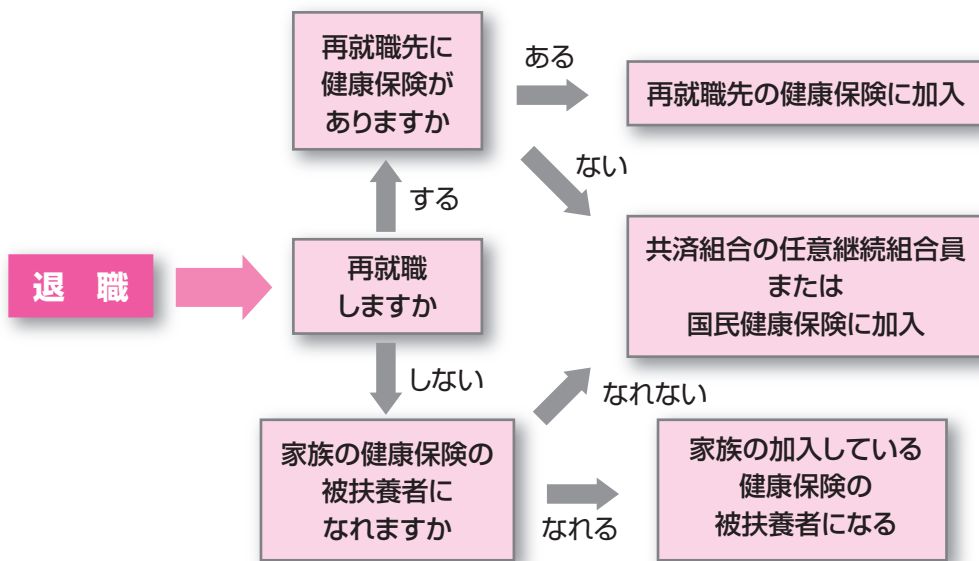 退　職
再就職
しますか
する
再就職先に
健康保険が
ありますか
ある
再就職先の健康保険に加入
ない
共済組合の任意継続組合員
または
国民健康保険に加入
しない
家族の健康保険の
被扶養者に
なれますか
なれない
なれる
家族の加入している
健康保険の
被扶養者になる